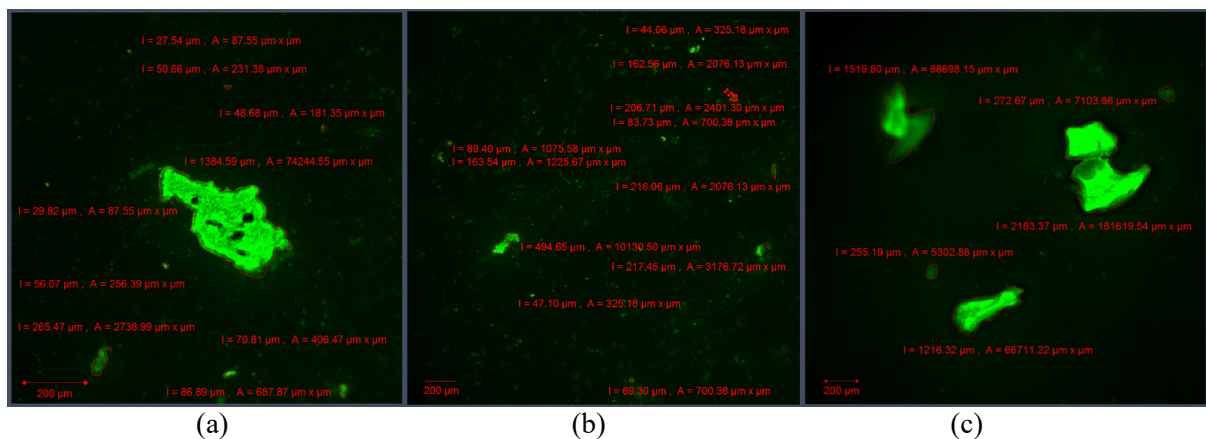 l = 27.54 µm , A = 87.55 µm x µm
l = 50.66 µm , A = 231.38 µm x µm
l = 48.68 µm , A = 181.35 µm x µm
l = 1384.59 µm , A = 74244.55 µm x µm
l = 29.82 µm , A = 87.55 µm x µm
l = 56.07 µm , A = 256.39 µm x µm
l = 265.47 µm , A = 2738.99 µm x µm
l = 70.81 µm , A = 406.47 µm x µm
l = 86.89 µm , A = 687.87 µm x µm
200 µm
(a)
l = 44.06 µm , A = 325.18 µm x µm
l = 162.56 µm , A = 2076.13 µm x µm
l = 206.71 µm , A = 2401.30 µm x µm
l = 83.73 µm , A = 700.38 µm x µm
l = 89.40 µm , A = 1075.58 µm x µm
l = 163.54 µm , A = 1225.67 µm x µm
l = 216.06 µm , A = 2076.13 µm x µm
l = 494.65 µm , A = 10130.50 µm x µm
l = 217.45 µm , A = 3176.72 µm x µm
l = 47.10 µm , A = 325.18 µm x µm
l = 69.30 µm , A = 700.38 µm x µm
200 µm
(b)
l = 1519.80 µm , A = 88698.15 µm x µm
l = 272.67 µm , A = 7103.86 µm x µm
l = 2183.37 µm , A = 181619.54 µm x µm
l = 255.19 µm , A = 5302.88 µm x µm
l = 1216.32 µm , A = 66711.22 µm x µm
200 µm
(c)